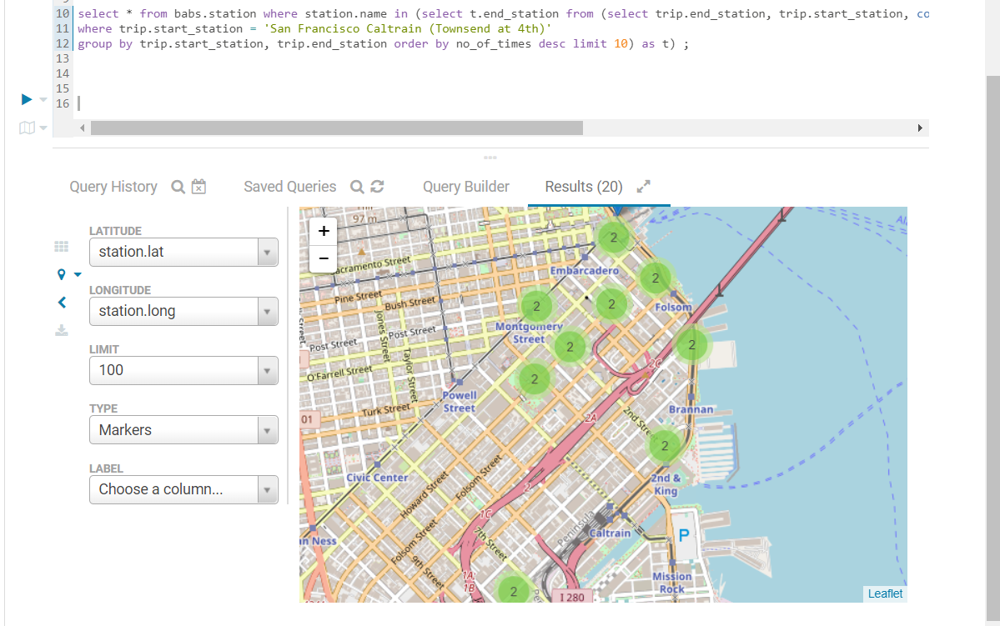 10 select * from babs.station where station.name in (select t.end_station from (select trip.end_station, trip.start_station, co
11 where trip.start_station = 'San Francisco Caltrain (Townsend at 4th)'
12 group by trip.start_station, trip.end_station order by no_of_times desc limit 10) as t) ;
13
14
15
16
Query History
Saved Queries
Query Builder
Results (20)
LATITUDE
station.lat
LONGITUDE
station.long
LIMIT
100
TYPE
Markers
LABEL
Choose a column...
+
−
97 m
2
Sacramento Street
Embarcadero
2
Pine Street
Bush Street
2
2
Folsom
Jones Street
Post Street
Post Street
Montgomery
Street
2
2
Taylor Street
2C
O'Farrell Street
2
Powell
Street
Turk Street
01
2A
2nd Stre
Brannan
2
Civic Center
Howard Street
Folsom Street
2
2nd &
King
1C
Folsom Street
7th Street
Peninsula
Caltrain
P
n Ness
9th Street
1A
1B
2
I 280
Mission
Rock
Leaflet